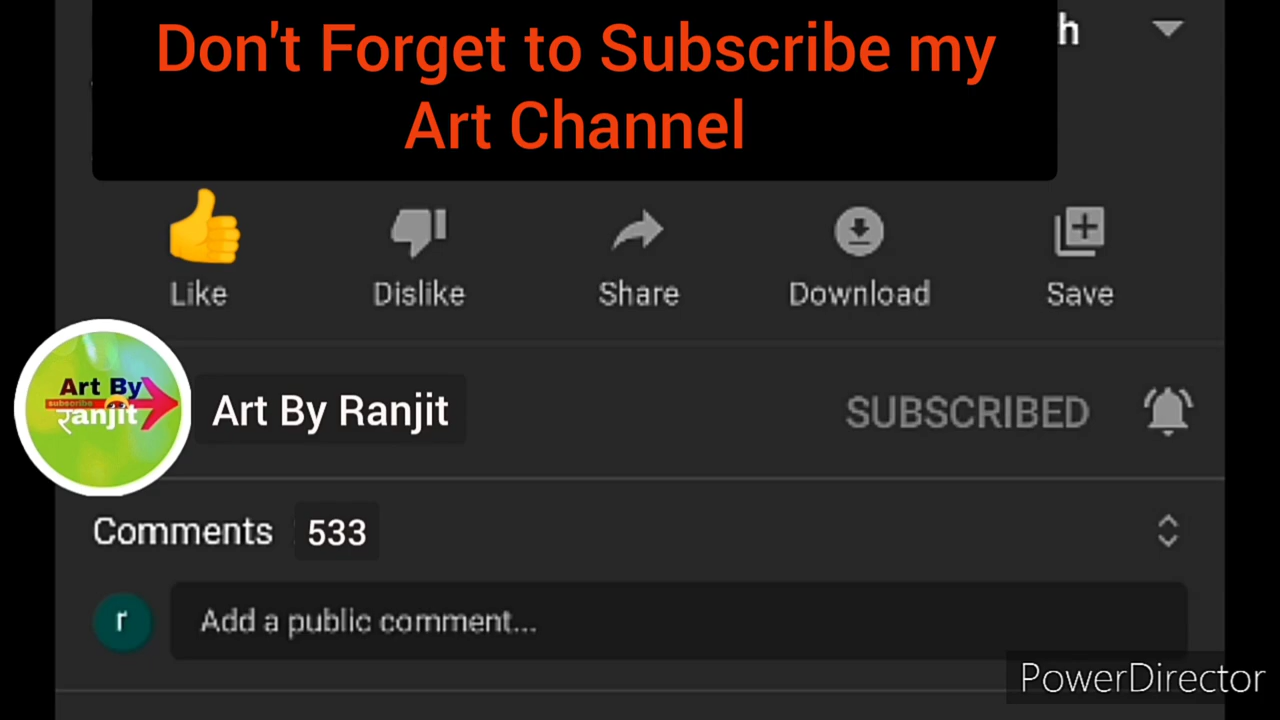 Don't Forget to Subscribe my
h
Art Channel
Like
Dislike
Share
Download
Save
Art By
subscribe
रanjit
Art By Ranjit
SUBSCRIBED
Comments 533
r
Add a public comment...
PowerDirector